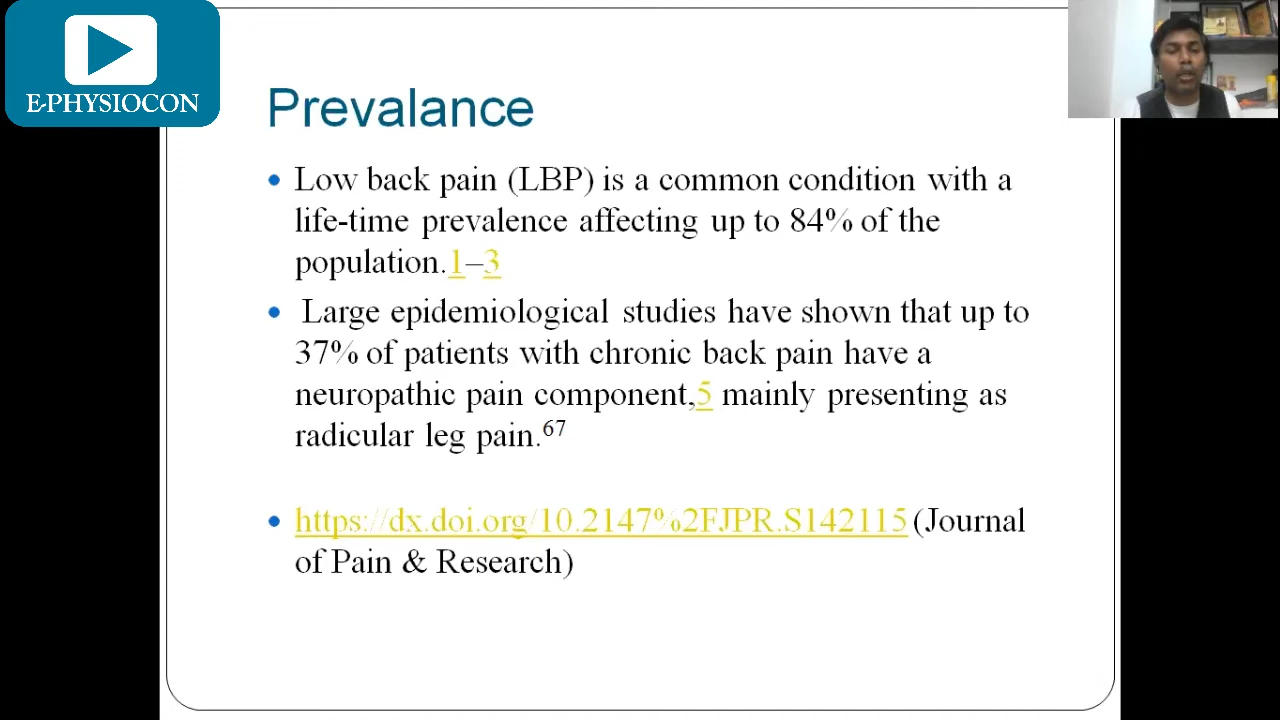 E-PHYSIOCON
Prevalance
• Low back pain (LBP) is a common condition with a
life-time prevalence affecting up to 84% of the
population.1–3
• Large epidemiological studies have shown that up to
37% of patients with chronic back pain have a
neuropathic pain component,5 mainly presenting as
radicular leg pain.67
• https://dx.doi.org/10.2147%2FJPR.S142115 (Journal
of Pain & Research)